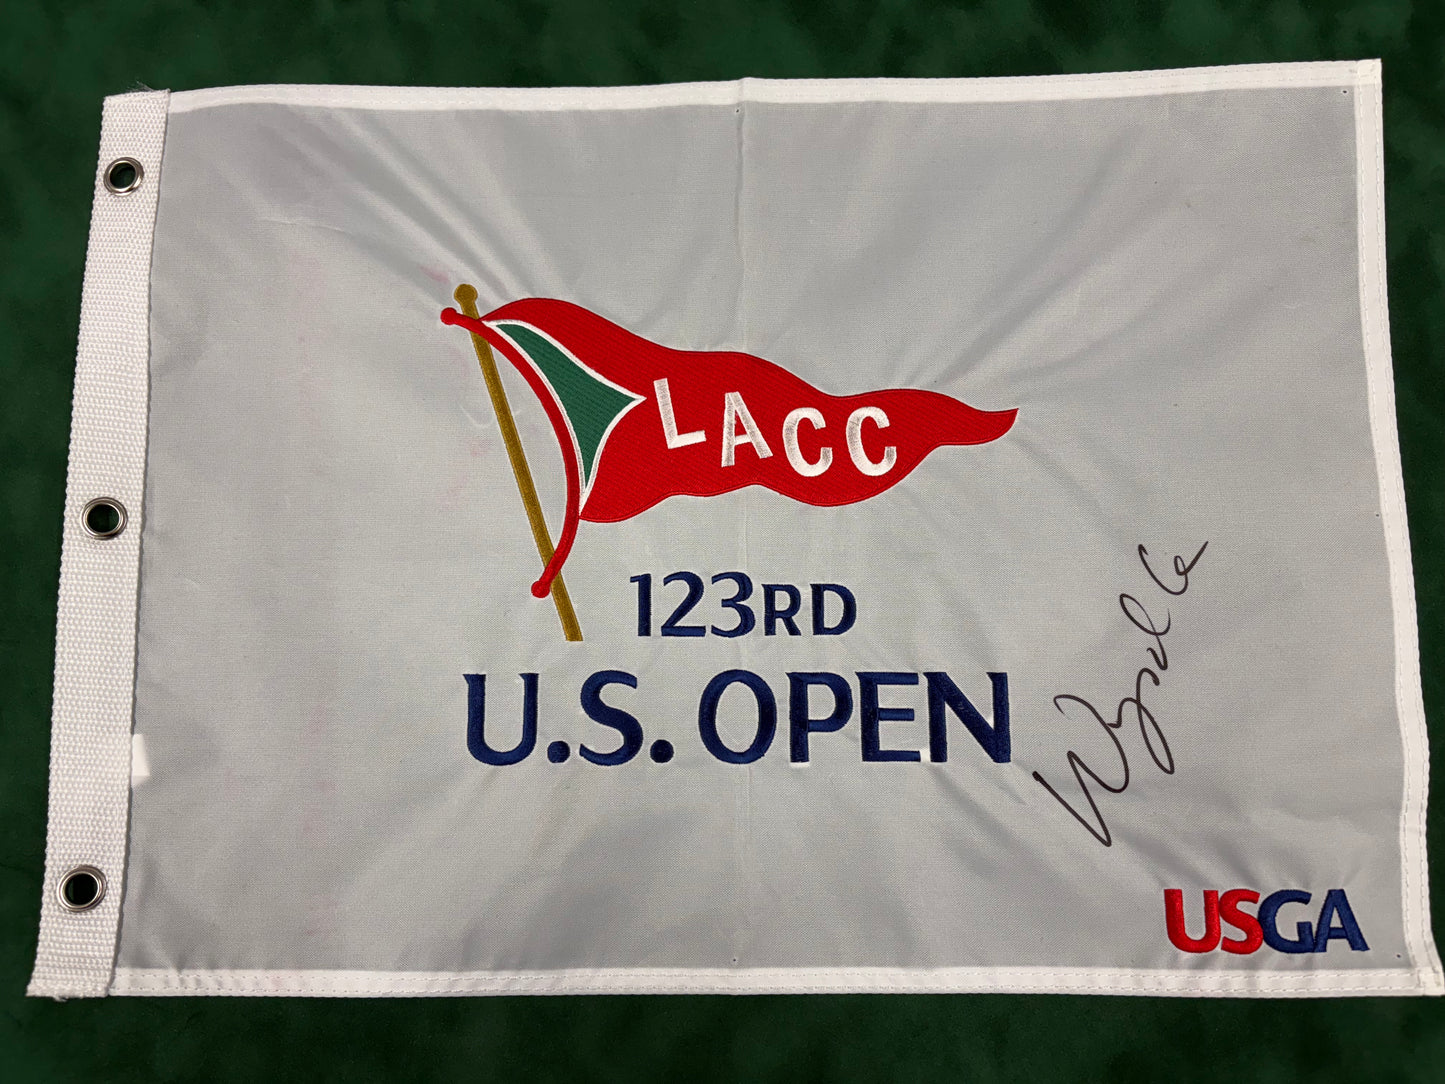 LACC
123RD
U.S. OPEN
USGA